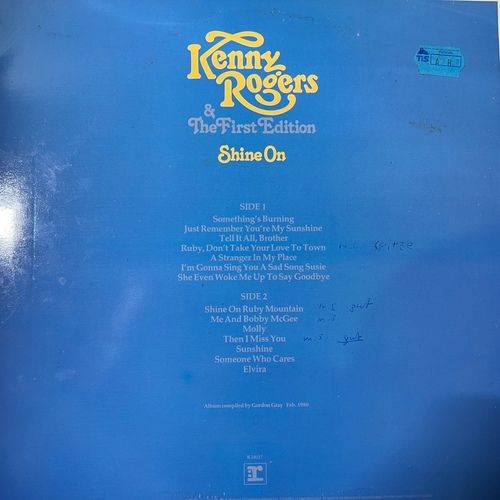 Kenny
Rogers
&
The First Edition
Shine On
SIDE 1
Something's Burning
Just Remember You're My Sunshine
Tell It All, Brother
Ruby, Don't Take Your Love To Town
A Stranger In My Place
I'm Gonna Sing You A Sad Song Susie
She Even Woke Me Up To Say Goodbye
SIDE 2
Shine On Ruby Mountain gut
Me And Bobby McGee m.s
Molly
Then I Miss You m.s gut
Sunshine
Someone Who Cares
Elvira
Album compiled by Gordon Gray Feb. 1980
r